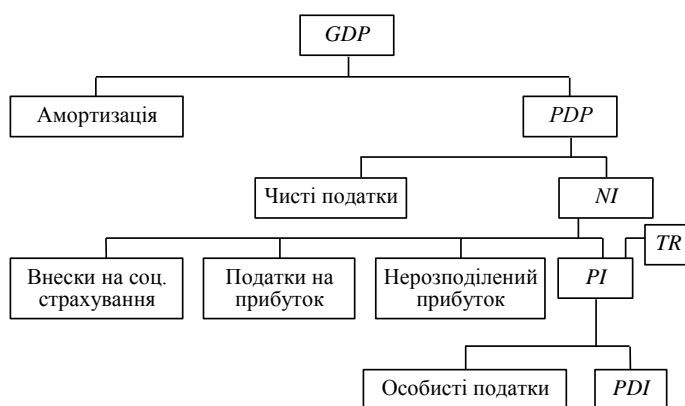 GDP
Амортизація
PDP
Чисті податки
NI
TR
Внески на соц.
страхування
Податки на
прибуток
Нерозподілений
прибуток
PI
Особисті податки
PDI